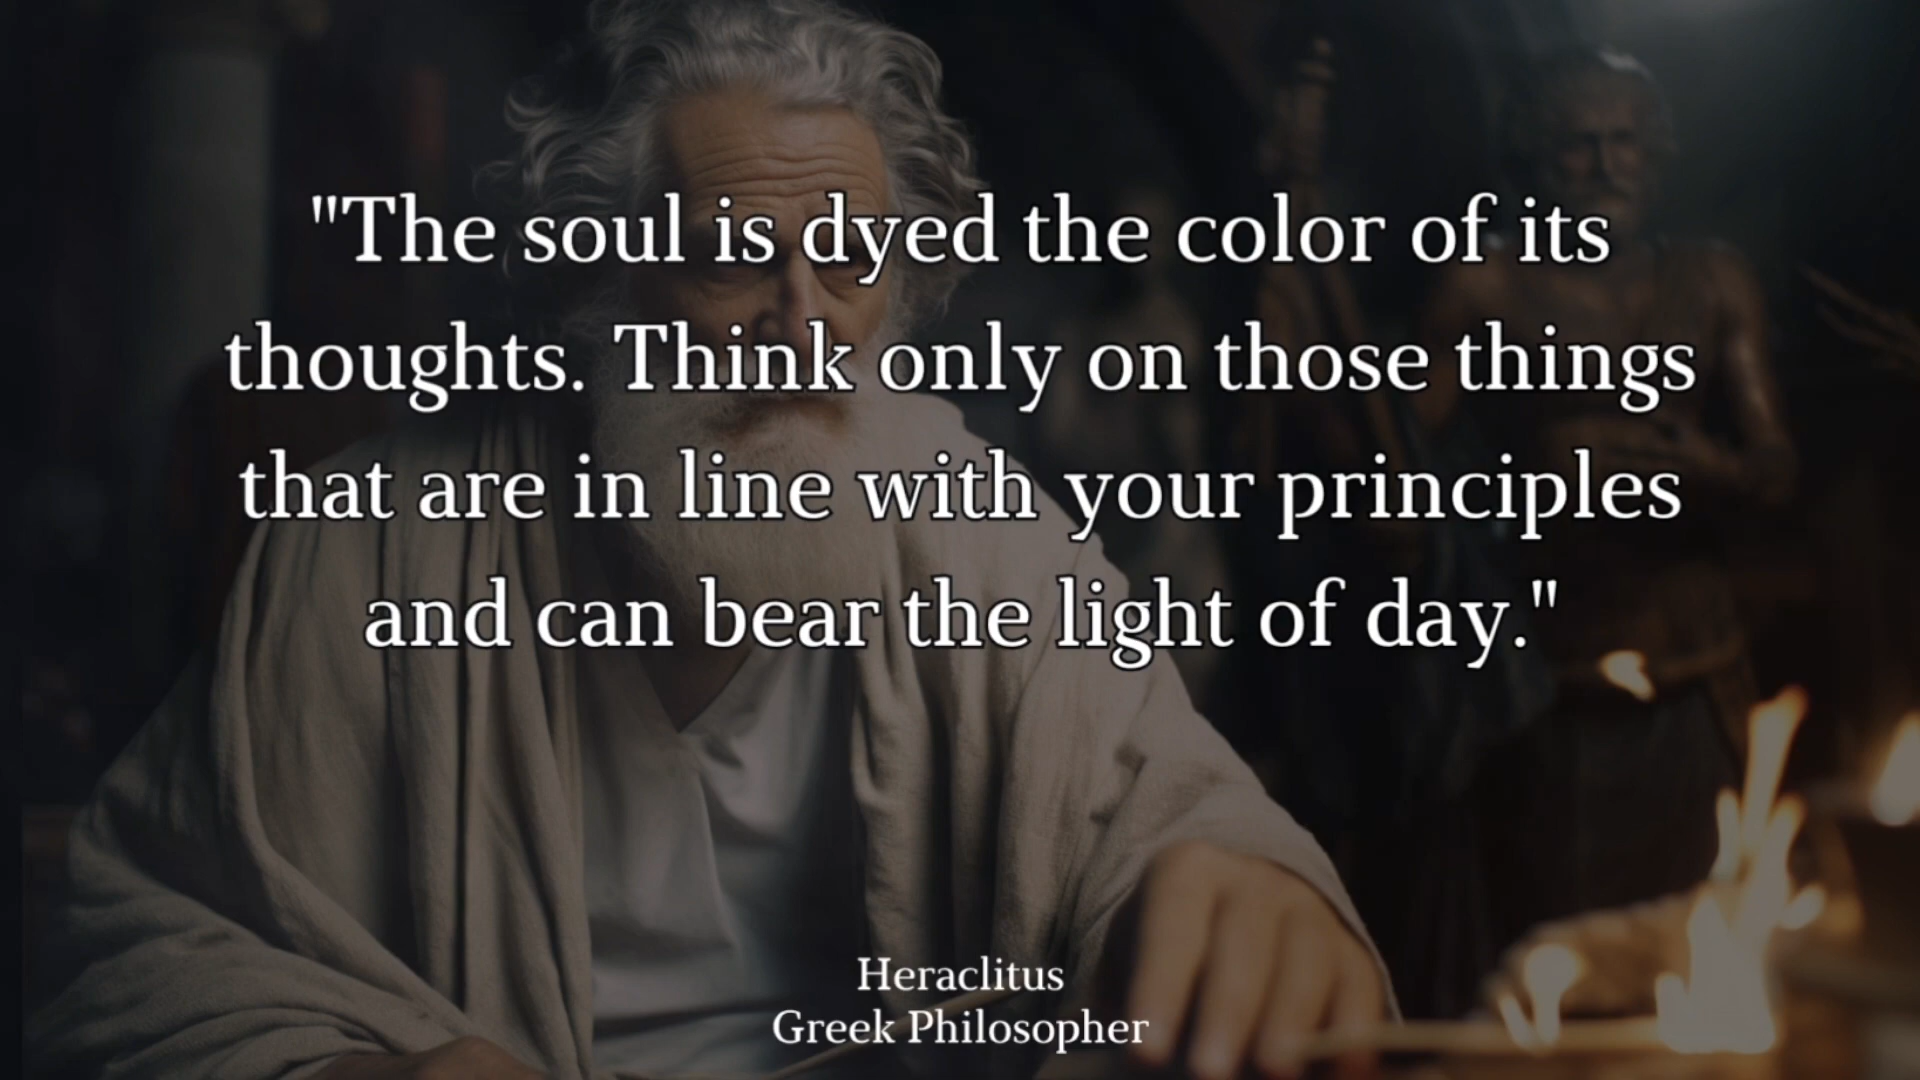 "The soul is dyed the color of its
thoughts. Think only on those things
that are in line with your principles
and can bear the light of day."
Heraclitus
Greek Philosopher